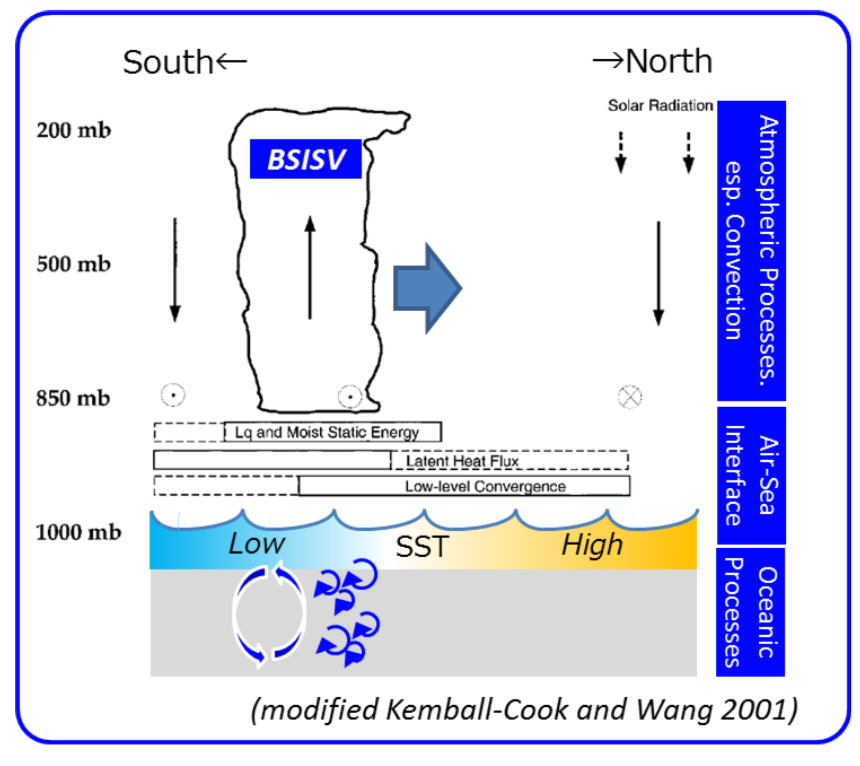 South← →North
Solar Radiation
200 mb
BSISV
500 mb
850 mb
Lq and Moist Static Energy
Latent Heat Flux
Low-level Convergence
1000 mb
Low SST High
Atmospheric Processes.
esp. Convection
Air-Sea
Interface
Oceanic
Processes
(modified Kemball-Cook and Wang 2001)